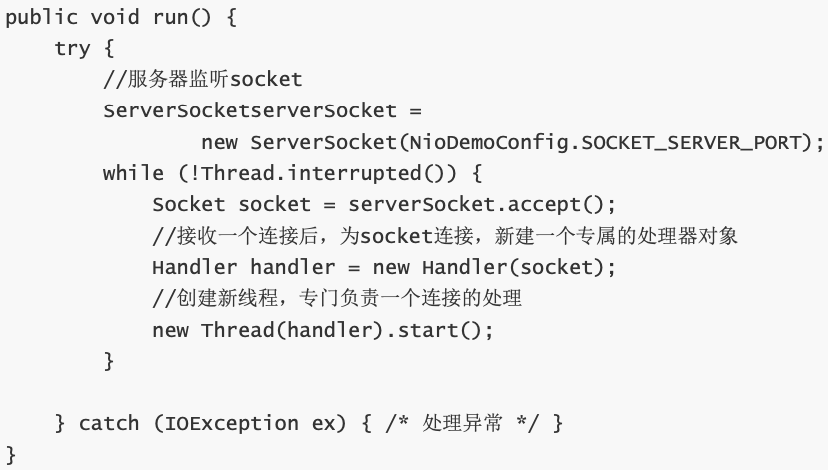 public void run() {
    try {
        //服务器监听socket
        ServerSocketserverSocket =
                new ServerSocket(NioDemoConfig.SOCKET_SERVER_PORT);
        while (!Thread.interrupted()) {
            Socket socket = serverSocket.accept();
            //接收一个连接后，为socket连接，新建一个专属的处理器对象
            Handler handler = new Handler(socket);
            //创建新线程，专门负责一个连接的处理
            new Thread(handler).start();
        }
    } catch (IOException ex) { /* 处理异常 */ }
}